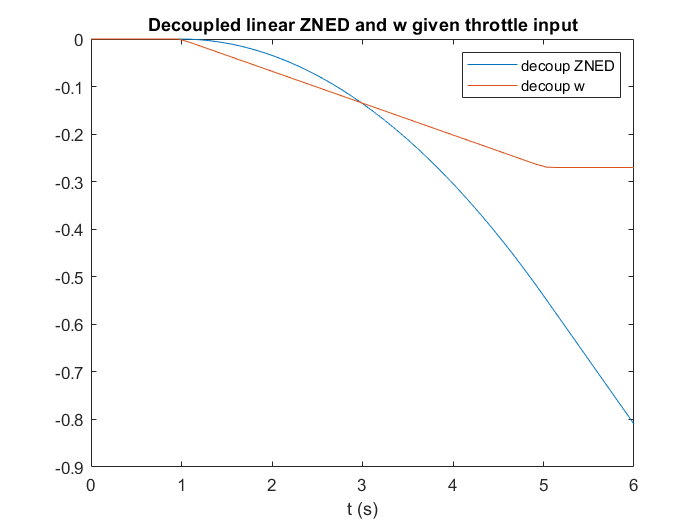 Decoupled linear ZNED and w given throttle input
decoup ZNED
decoup w
0
-0.1
-0.2
-0.3
-0.4
-0.5
-0.6
-0.7
-0.8
-0.9
0 1 2 3 4 5 6
t (s)